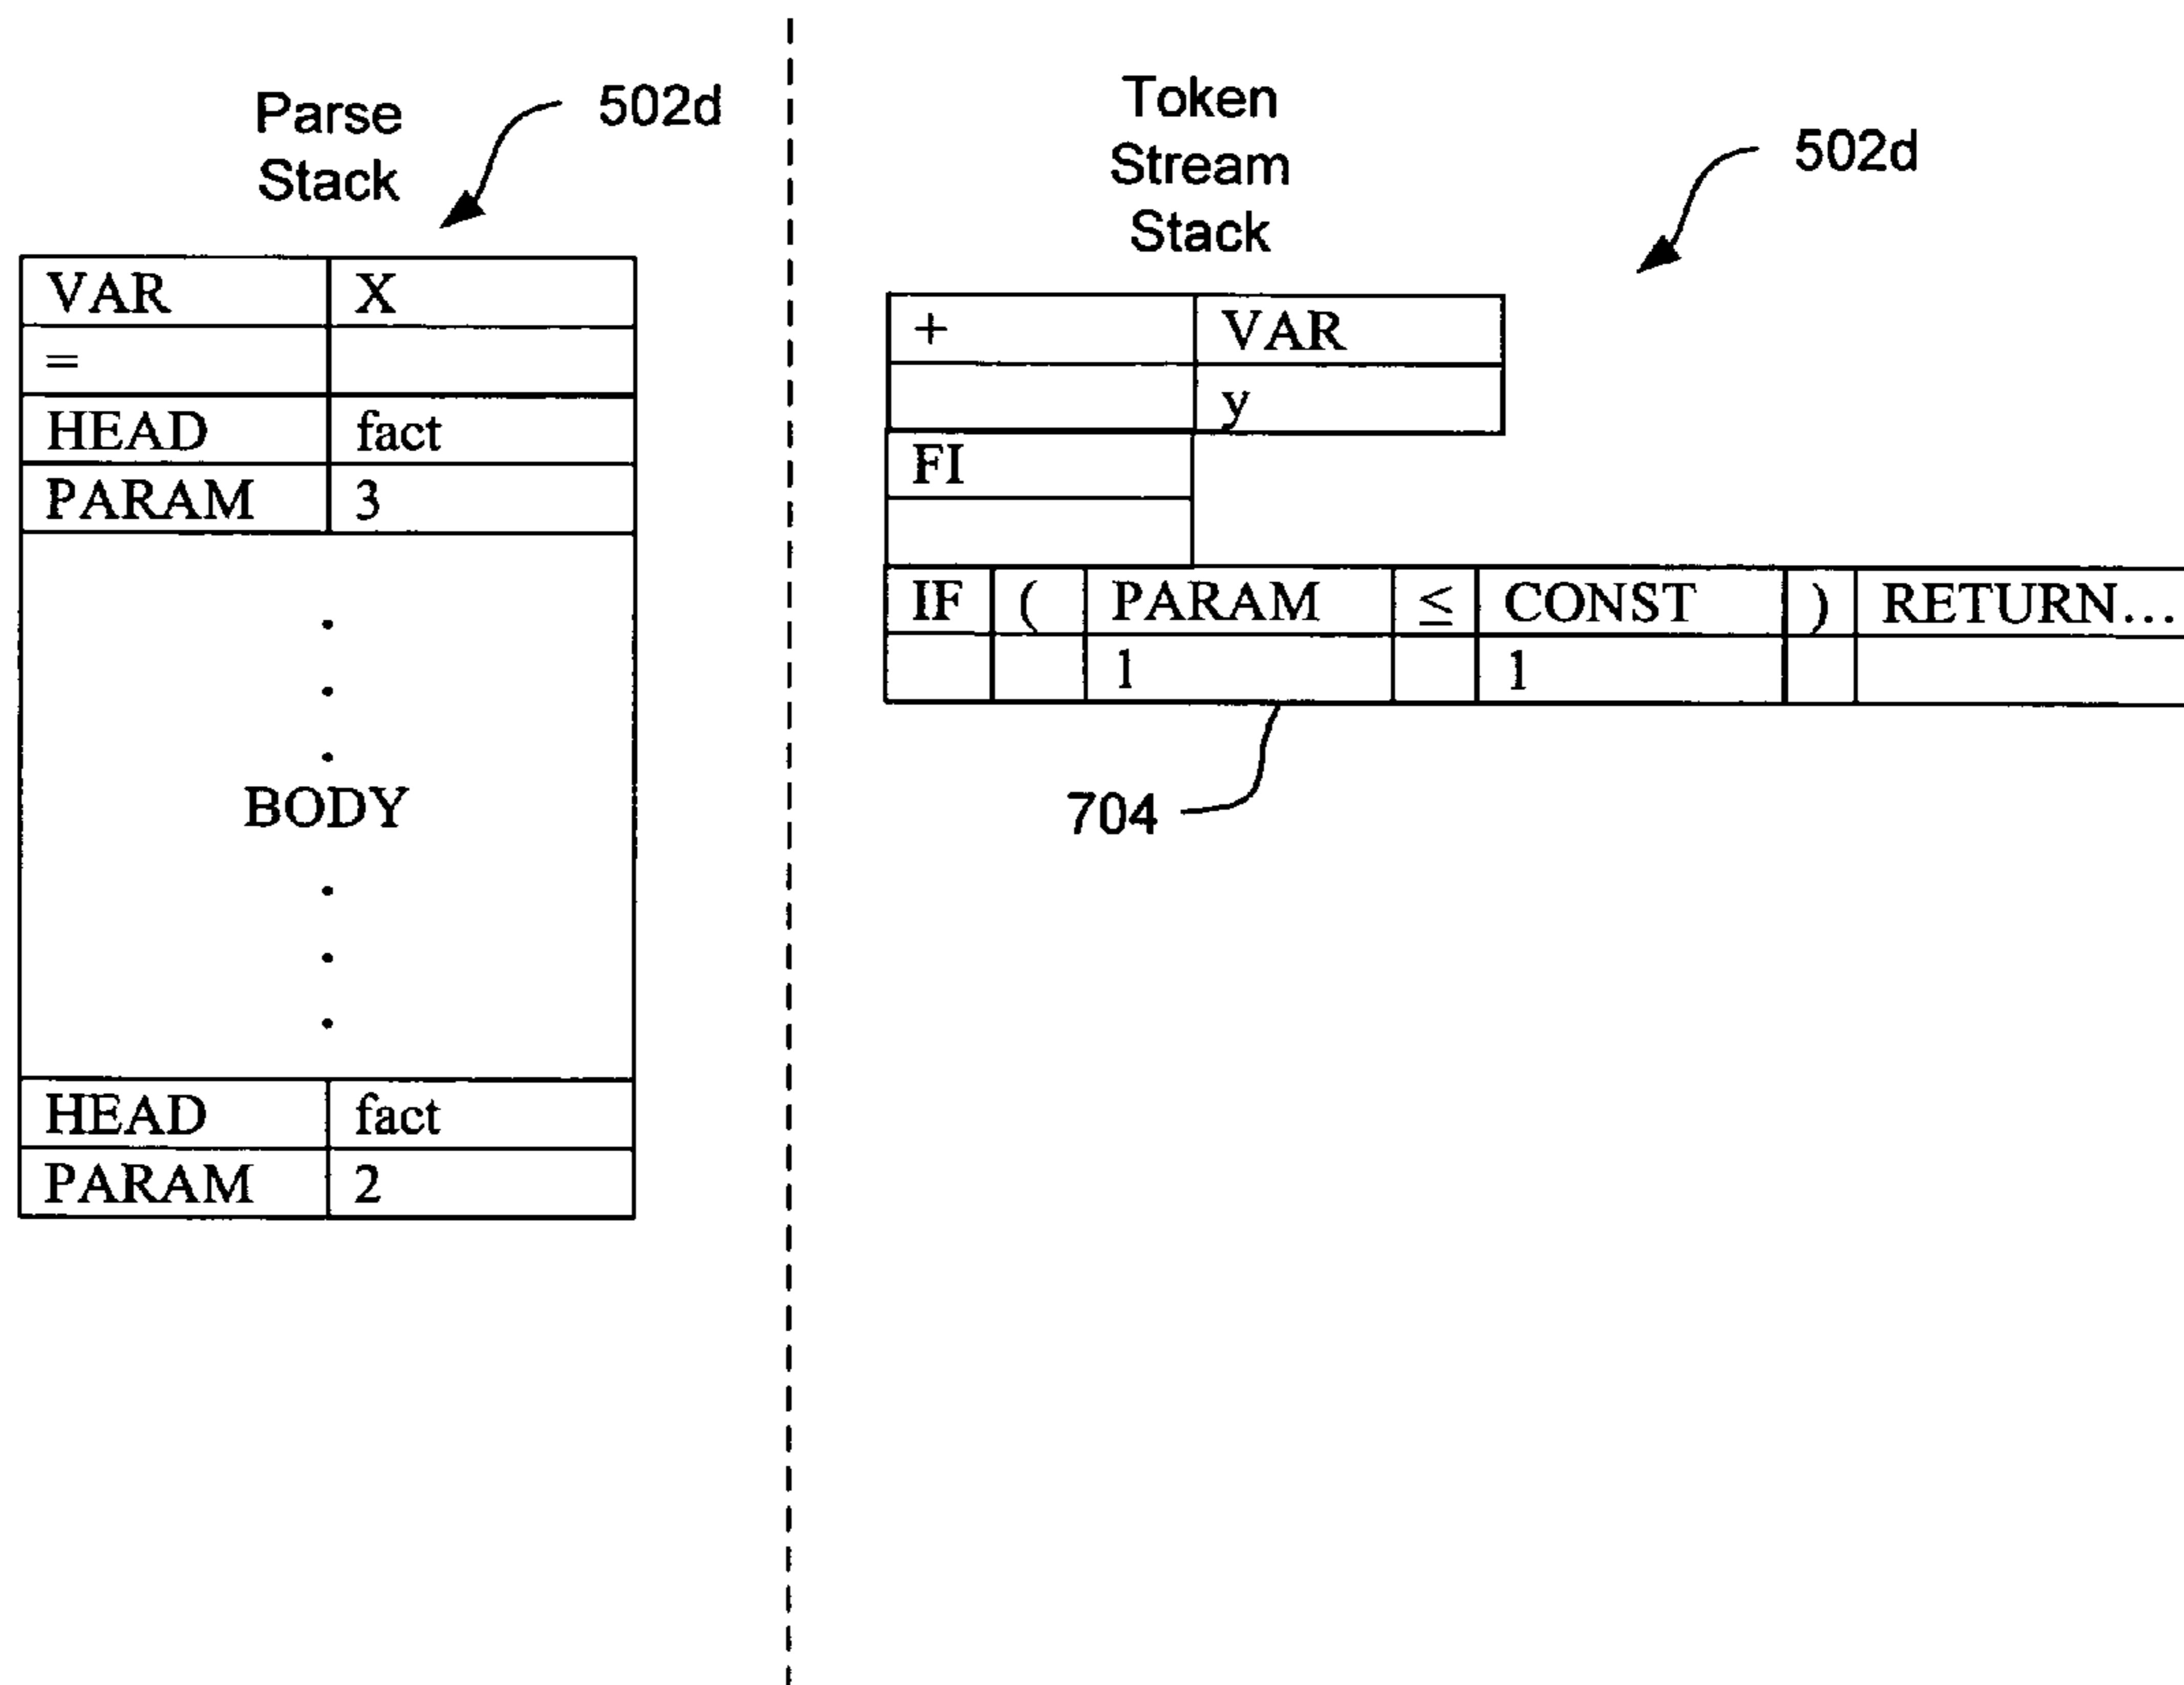 Parse
Stack
502d
VAR X
=
HEAD fact
PARAM 3
BODY
HEAD fact
PARAM 2
Token
Stream
Stack
502d
+ VAR
y
FI
IF ( PARAM ≤ CONST ) RETURN...
1 1
704